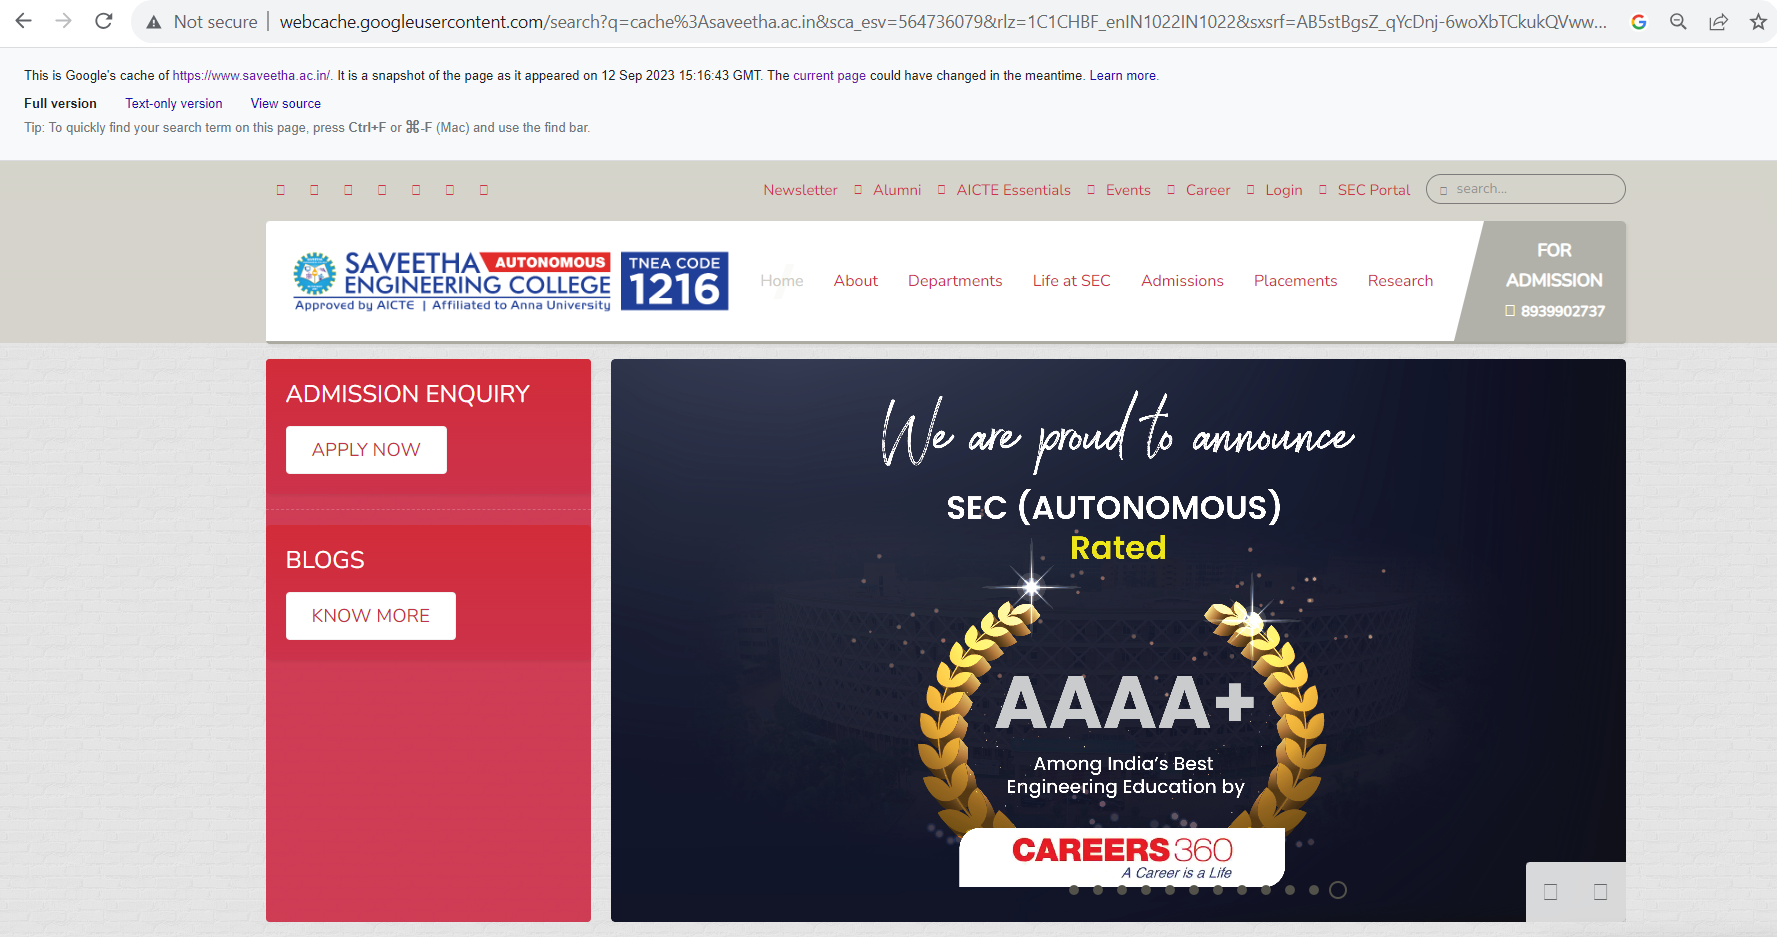 Not secure
webcache.googleusercontent.com/search?q=cache%3Asaveetha.ac.in&sca_esv=564736079&rlz=1C1CHBF_enIN1022IN1022&sxsrf=AB5stBgsZ_qYcDnj-6woXbTCkukQVww...
This is Google's cache of https://www.saveetha.ac.in/. It is a snapshot of the page as it appeared on 12 Sep 2023 15:16:43 GMT. The current page could have changed in the meantime. Learn more.
Full version Text-only version View source
Tip: To quickly find your search term on this page, press Ctrl+F or ⌘-F (Mac) and use the find bar.
Newsletter Alumni AICTE Essentials Events Career Login SEC Portal search...
SAVEETHA AUTONOMOUS
ENGINEERING COLLEGE
Approved by AICTE | Affiliated to Anna University
TNEA CODE
1216
Home About Departments Life at SEC Admissions Placements Research
FOR
ADMISSION
8939902737
ADMISSION ENQUIRY
APPLY NOW
BLOGS
KNOW MORE
We are proud to announce
SEC (AUTONOMOUS)
Rated
AAAA+
Among India's Best
Engineering Education by
CAREERS360
A Career is a Life